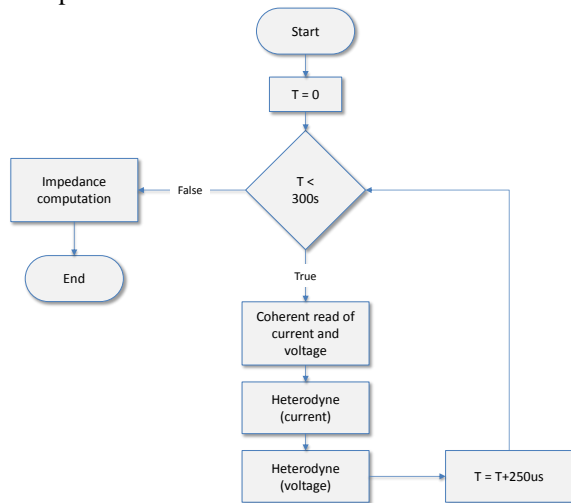 Start
T = 0
T <
300s
False
Impedance
computation
End
True
Coherent read of
current and
voltage
Heterodyne
(current)
Heterodyne
(voltage)
T = T+250us